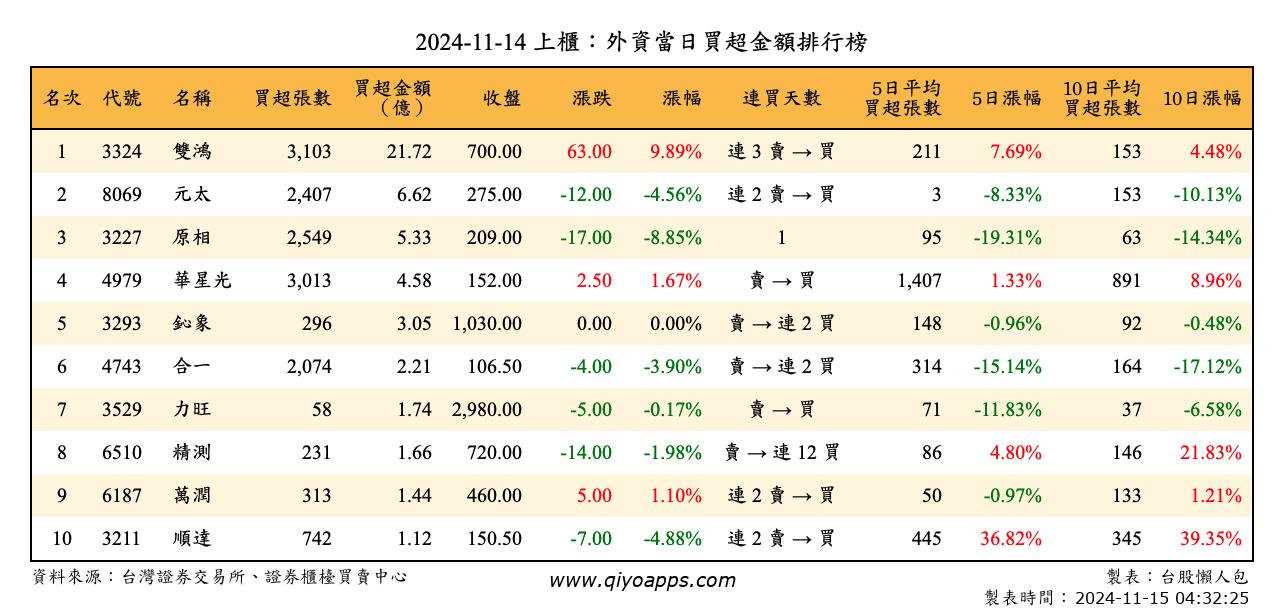 2024-11-14 上櫃：外資當日買超金額排行榜
名次 代號 名稱 買超張數 買超金額（億） 收盤 漲跌 漲幅 連買天數 5日平均買超張數 5日漲幅 10日平均買超張數 10日漲幅
1 3324 雙鴻 3,103 21.72 700.00 63.00 9.89% 連 3 賣 → 買 211 7.69% 153 4.48%
2 8069 元太 2,407 6.62 275.00 -12.00 -4.56% 連 2 賣 → 買 3 -8.33% 153 -10.13%
3 3227 原相 2,549 5.33 209.00 -17.00 -8.85% 1 95 -19.31% 63 -14.34%
4 4979 華星光 3,013 4.58 152.00 2.50 1.67% 賣 → 買 1,407 1.33% 891 8.96%
5 3293 鈊象 296 3.05 1,030.00 0.00 0.00% 賣 → 連 2 買 148 -0.96% 92 -0.48%
6 4743 合一 2,074 2.21 106.50 -4.00 -3.90% 賣 → 連 2 買 314 -15.14% 164 -17.12%
7 3529 力旺 58 1.74 2,980.00 -5.00 -0.17% 賣 → 買 71 -11.83% 37 -6.58%
8 6510 精測 231 1.66 720.00 -14.00 -1.98% 賣 → 連 12 買 86 4.80% 146 21.83%
9 6187 萬潤 313 1.44 460.00 5.00 1.10% 連 2 賣 → 買 50 -0.97% 133 1.21%
10 3211 順達 742 1.12 150.50 -7.00 -4.88% 連 2 賣 → 買 445 36.82% 345 39.35%
資料來源：台灣證券交易所、證券櫃檯買賣中心 www.qiyoapps.com 製表：台股懶人包
製表時間：2024-11-15 04:32:25